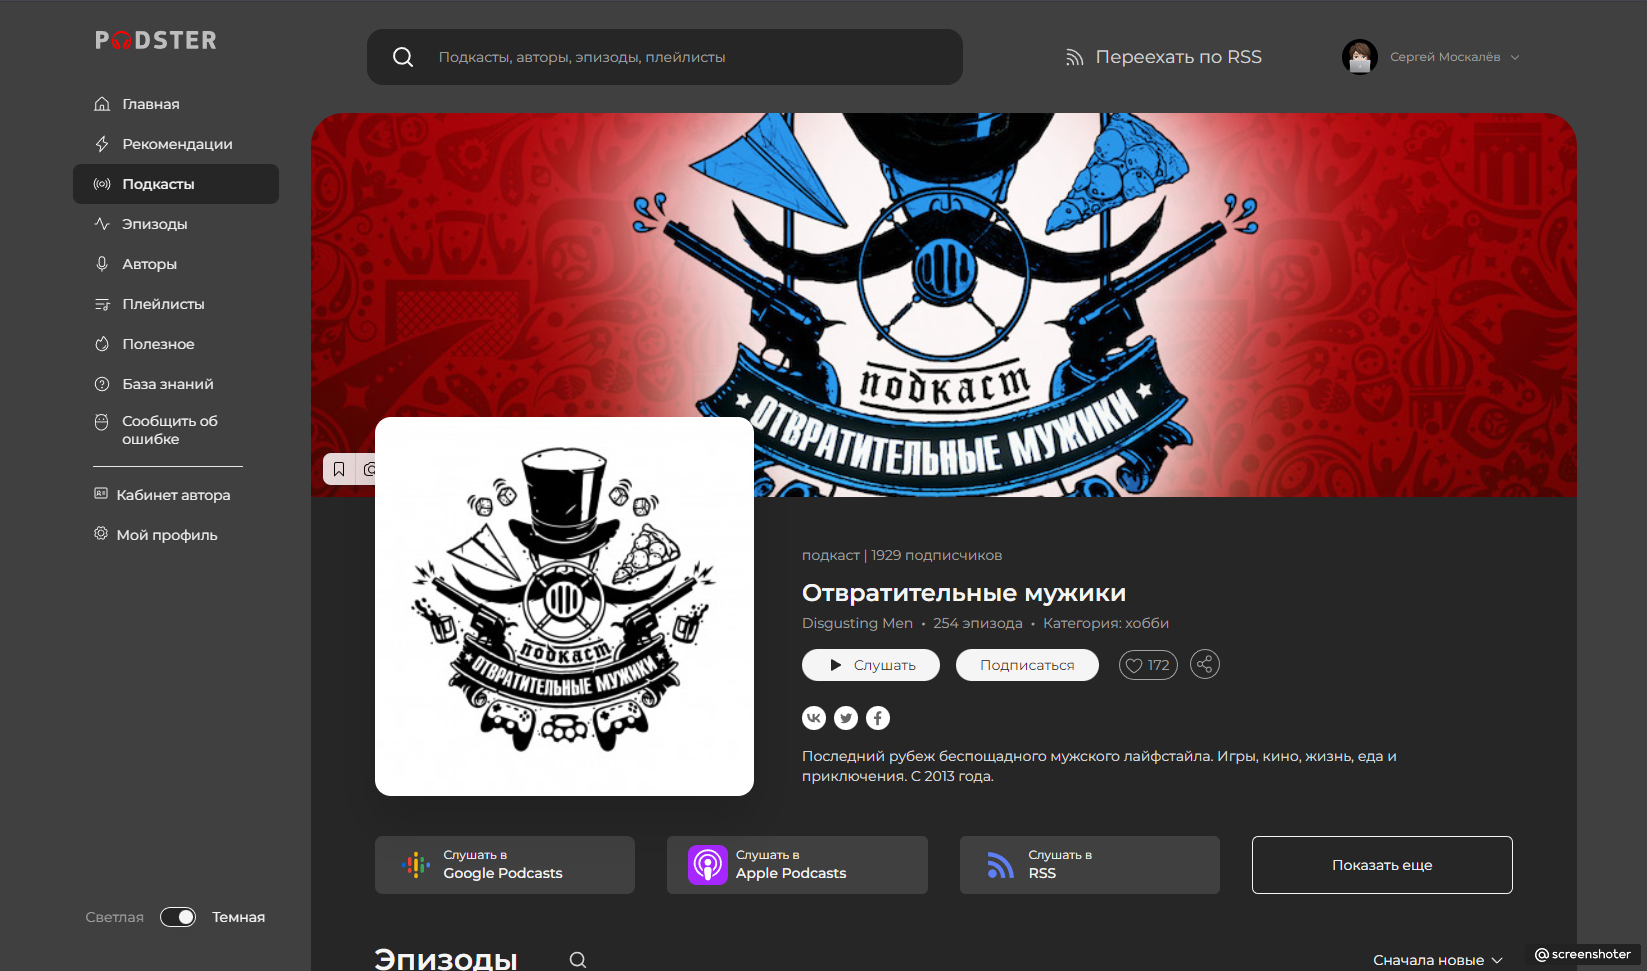 PODSTER
Подкасты, авторы, эпизоды, плейлисты
Переехать по RSS
Сергей Москалёв
Главная
Рекомендации
Подкасты
Эпизоды
Авторы
Плейлисты
Полезное
База знаний
Сообщить об
ошибке
Кабинет автора
Мой профиль
Светлая
Темная
подкаст
ОТВРАТИТЕЛЬНЫЕ МУЖИКИ
подкаст
ОТВРАТИТЕЛЬНЫЕ МУЖИКИ
подкаст | 1929 подписчиков
Отвратительные мужики
Disgusting Men • 254 эпизода • Категория: хобби
Слушать
Подписаться
172
Последний рубеж беспощадного мужского лайфстайла. Игры, кино, жизнь, еда и
приключения. С 2013 года.
Слушать в
Google Podcasts
Слушать в
Apple Podcasts
Слушать в
RSS
Показать еще
Эпизоды
Сначала новые
@screenshoter